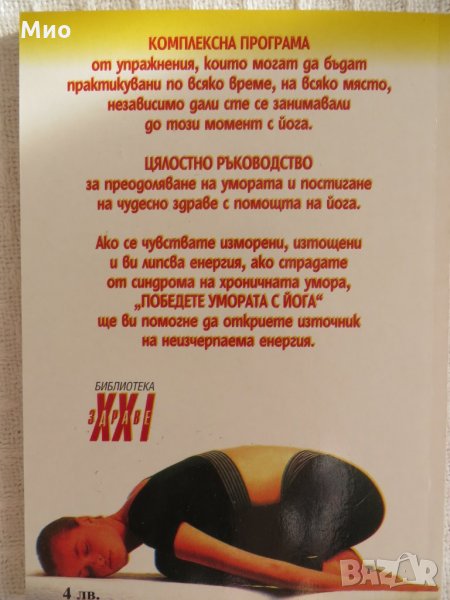 Мио
КОМПЛЕКСНА ПРОГРАМА
от упражнения, които могат да бъдат
практикувани по всяко време, на всяко място,
независимо дали сте се занимавали
до този момент с йога.
ЦЯЛОСТНО РЪКОВОДСТВО
за преодоляване на умората и постигане
на чудесно здраве с помощта на йога.
Ако се чувствате изморени, изтощени
и ви липсва енергия, ако страдате
от синдрома на хроничната умора,
„ПОБЕДЕТЕ УМОРАТА С ЙОГА“
ще ви помогне да откриете източник
на неизчерпаема енергия.
БИБЛИОТЕКА
ЗДРАВЕ
XXI
4 лв.
BAZAR